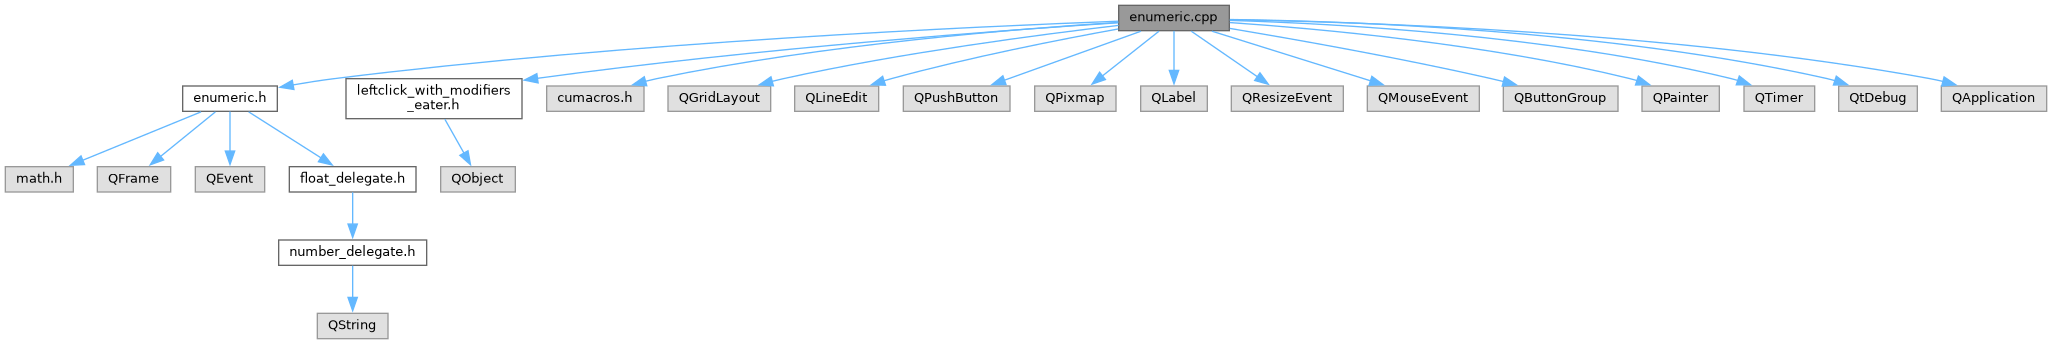 enumeric.cpp
enumeric.h
leftclick_with_modifiers
_eater.h
cumacros.h
QGridLayout
QLineEdit
QPushButton
QPixmap
QLabel
QResizeEvent
QMouseEvent
QButtonGroup
QPainter
QTimer
QtDebug
QApplication
math.h
QFrame
QEvent
float_delegate.h
QObject
number_delegate.h
QString